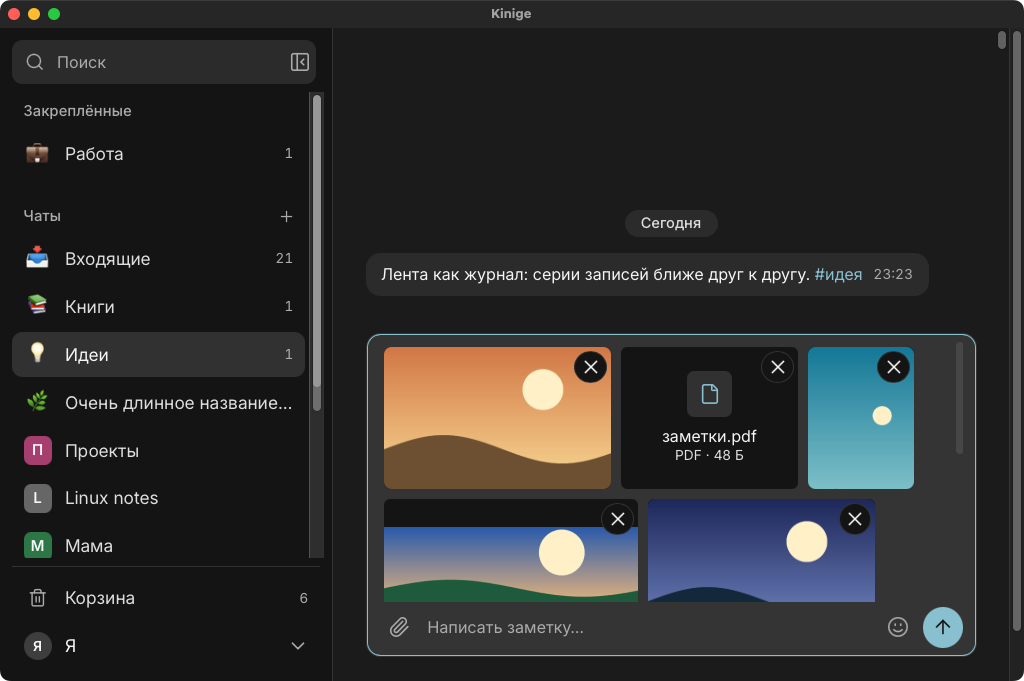 Kinige
Поиск
Закреплённые
Работа 1
Чаты
Входящие 21
Книги 1
Идеи 1
Очень длинное название...
П Проекты
L Linux notes
М Мама
Корзина 6
Я Я
Сегодня
Лента как журнал: серии записей ближе друг к другу. #идея 23:23
заметки.pdf
PDF · 48 Б
Написать заметку...